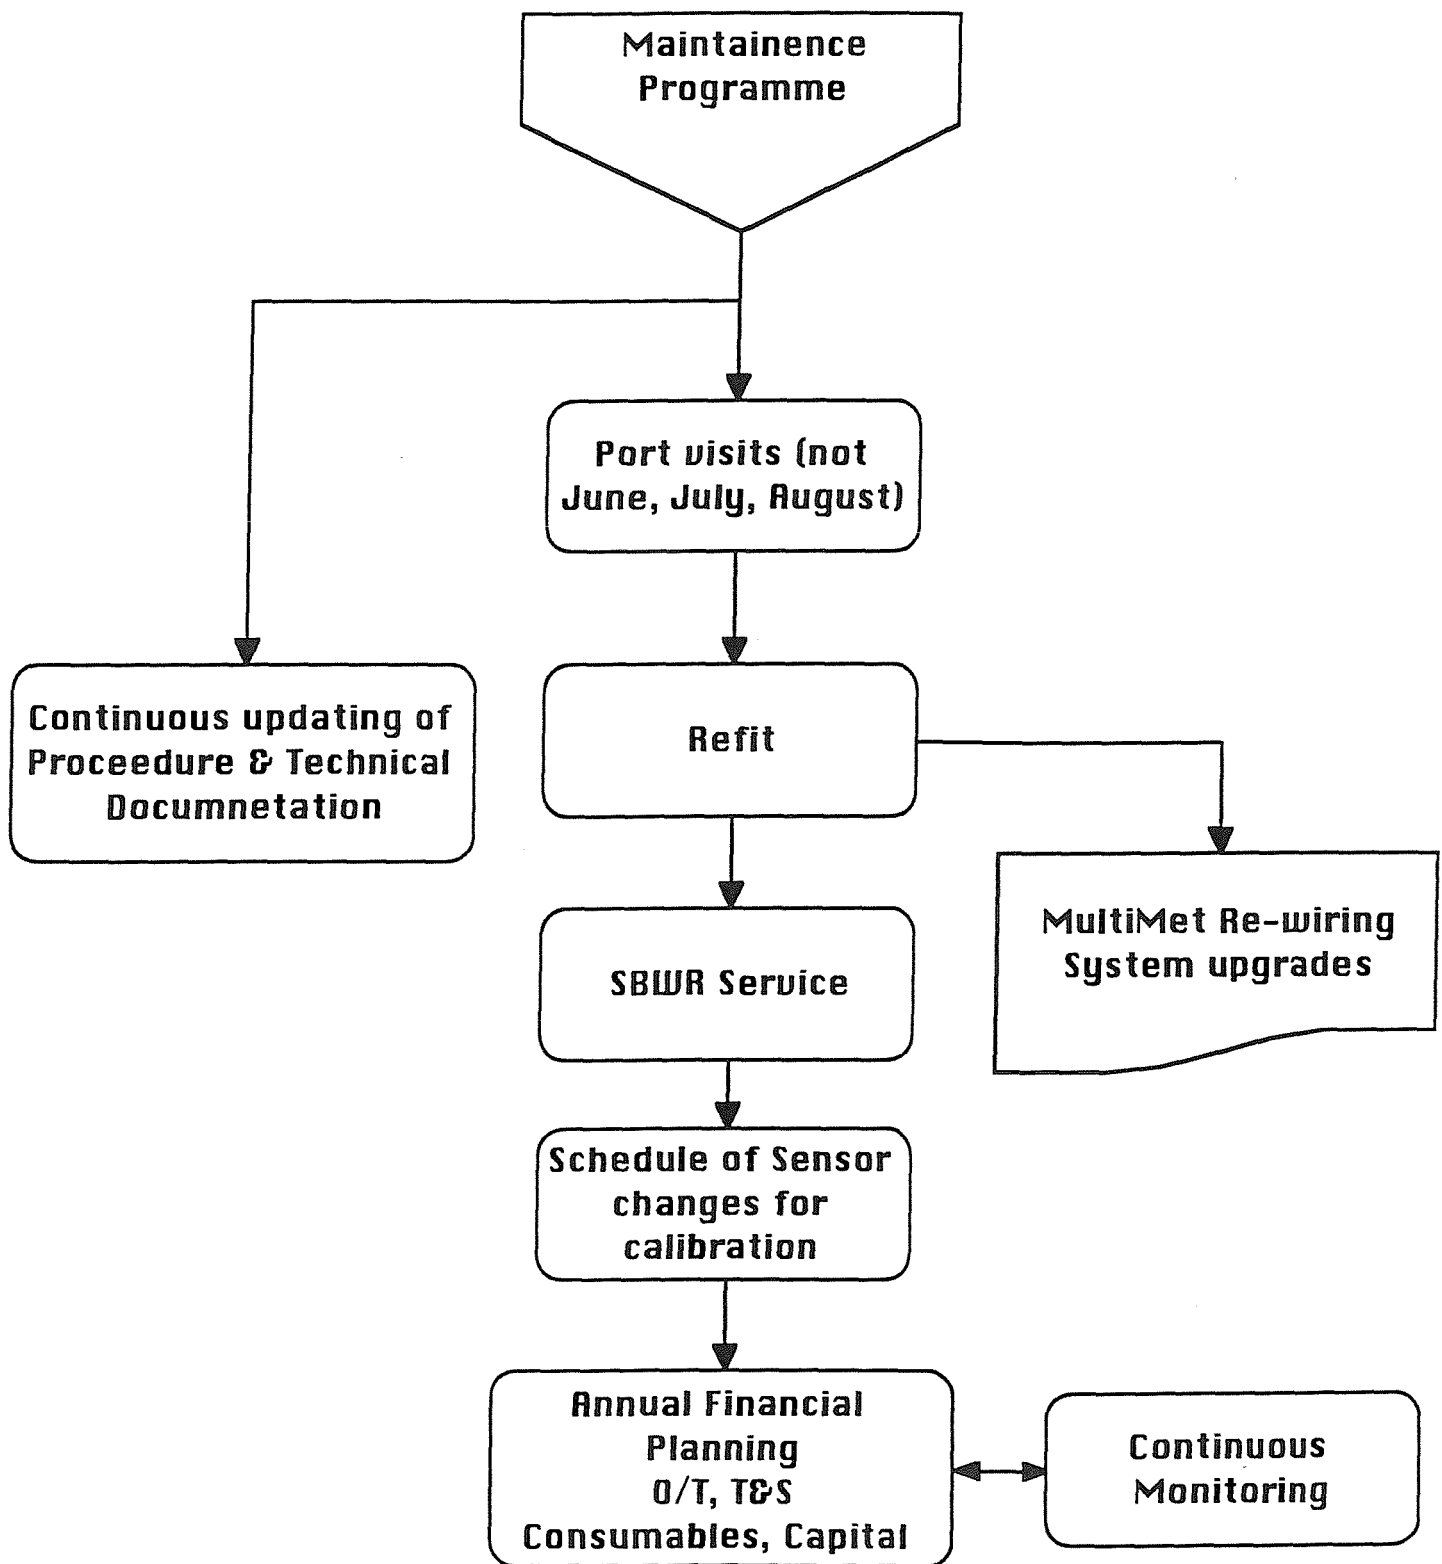 Maintainence
Programme
Port visits (not
June, July, August)
Continuous updating of
Proceedure & Technical
Documnetation
Refit
MultiMet Re-wiring
System upgrades
SBWR Service
Schedule of Sensor
changes for
calibration
Annual Financial
Planning
O/T, T&S
Consumables, Capital
Continuous
Monitoring